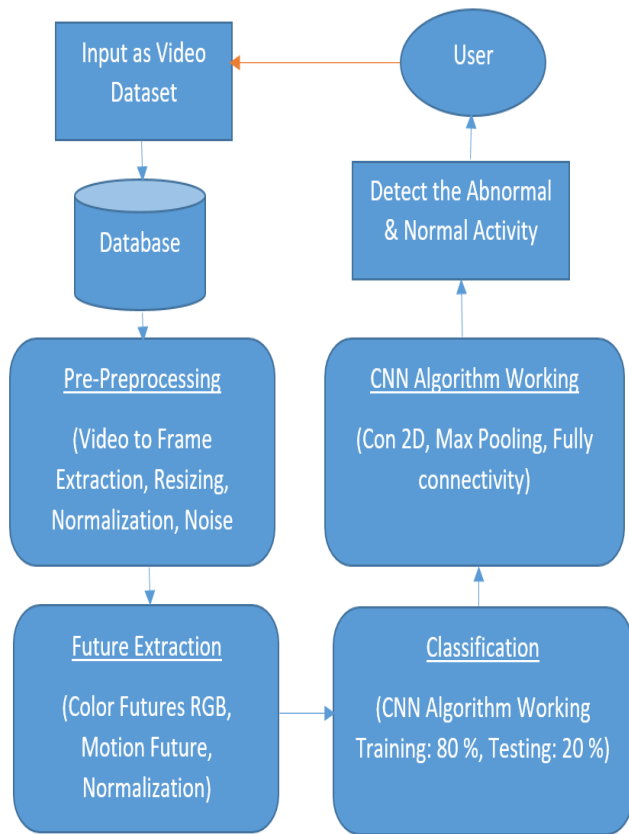 Input as Video
Dataset
User
Database
Detect the Abnormal
& Normal Activity
Pre-Preprocessing
(Video to Frame
Extraction, Resizing,
Normalization, Noise
CNN Algorithm Working
(Con 2D, Max Pooling, Fully
connectivity)
Future Extraction
(Color Futures RGB,
Motion Future,
Normalization)
Classification
(CNN Algorithm Working
Training: 80 %, Testing: 20 %)